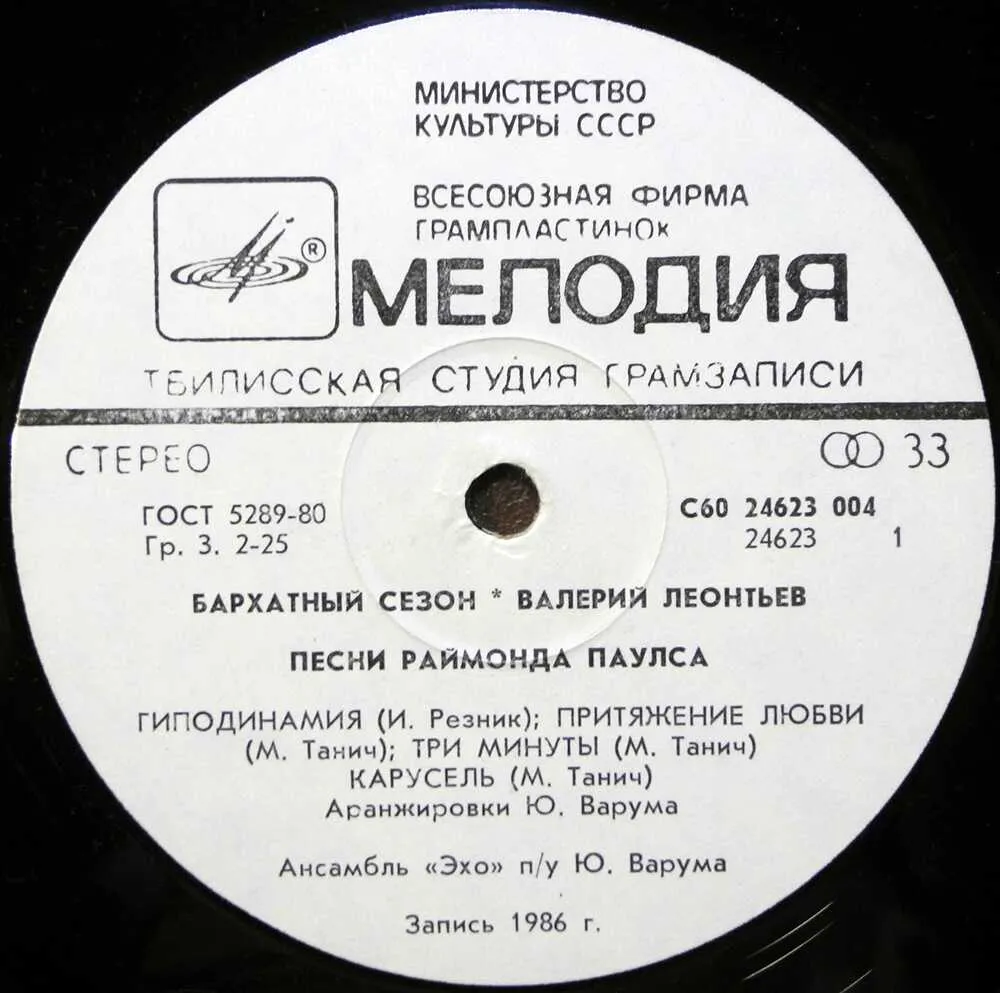 МИНИСТЕРСТВО
КУЛЬТУРЫ СССР
ВСЕСОЮЗНАЯ ФИРМА
ГРАМПЛАСТИНОК
®
МЕЛОДИЯ
ТБИЛИССКАЯ СТУДИЯ ГРАМЗАПИСИ
СТЕРЕО 33
ГОСТ 5289-80 С60 24623 004
Гр. 3. 2-25 24623 1
БАРХАТНЫЙ СЕЗОН * ВАЛЕРИЙ ЛЕОНТЬЕВ
ПЕСНИ РАЙМОНДА ПАУЛСА
ГИПОДИНАМИЯ (И. Резник); ПРИТЯЖЕНИЕ ЛЮБВИ
(М. Танич); ТРИ МИНУТЫ (М. Танич)
КАРУСЕЛЬ (М. Танич)
Аранжировки Ю. Варума
Ансамбль «Эхо» п/у Ю. Варума
Запись 1986 г.